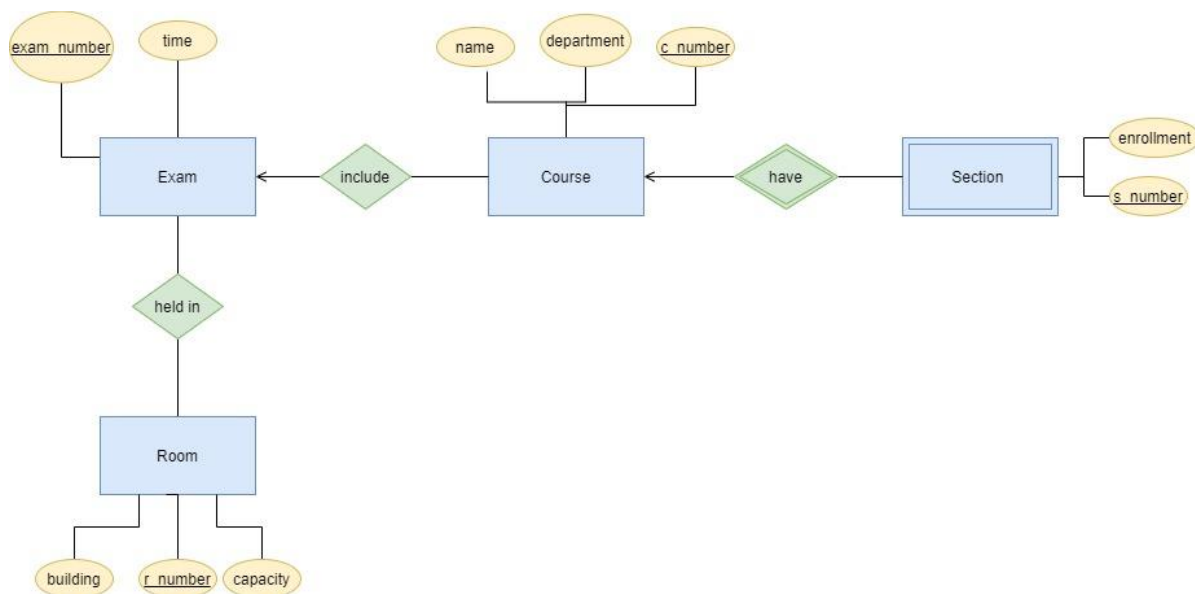 exam_number
time
name
department
c_number
Exam
include
Course
have
Section
enrollment
s_number
held in
Room
building
r_number
capacity